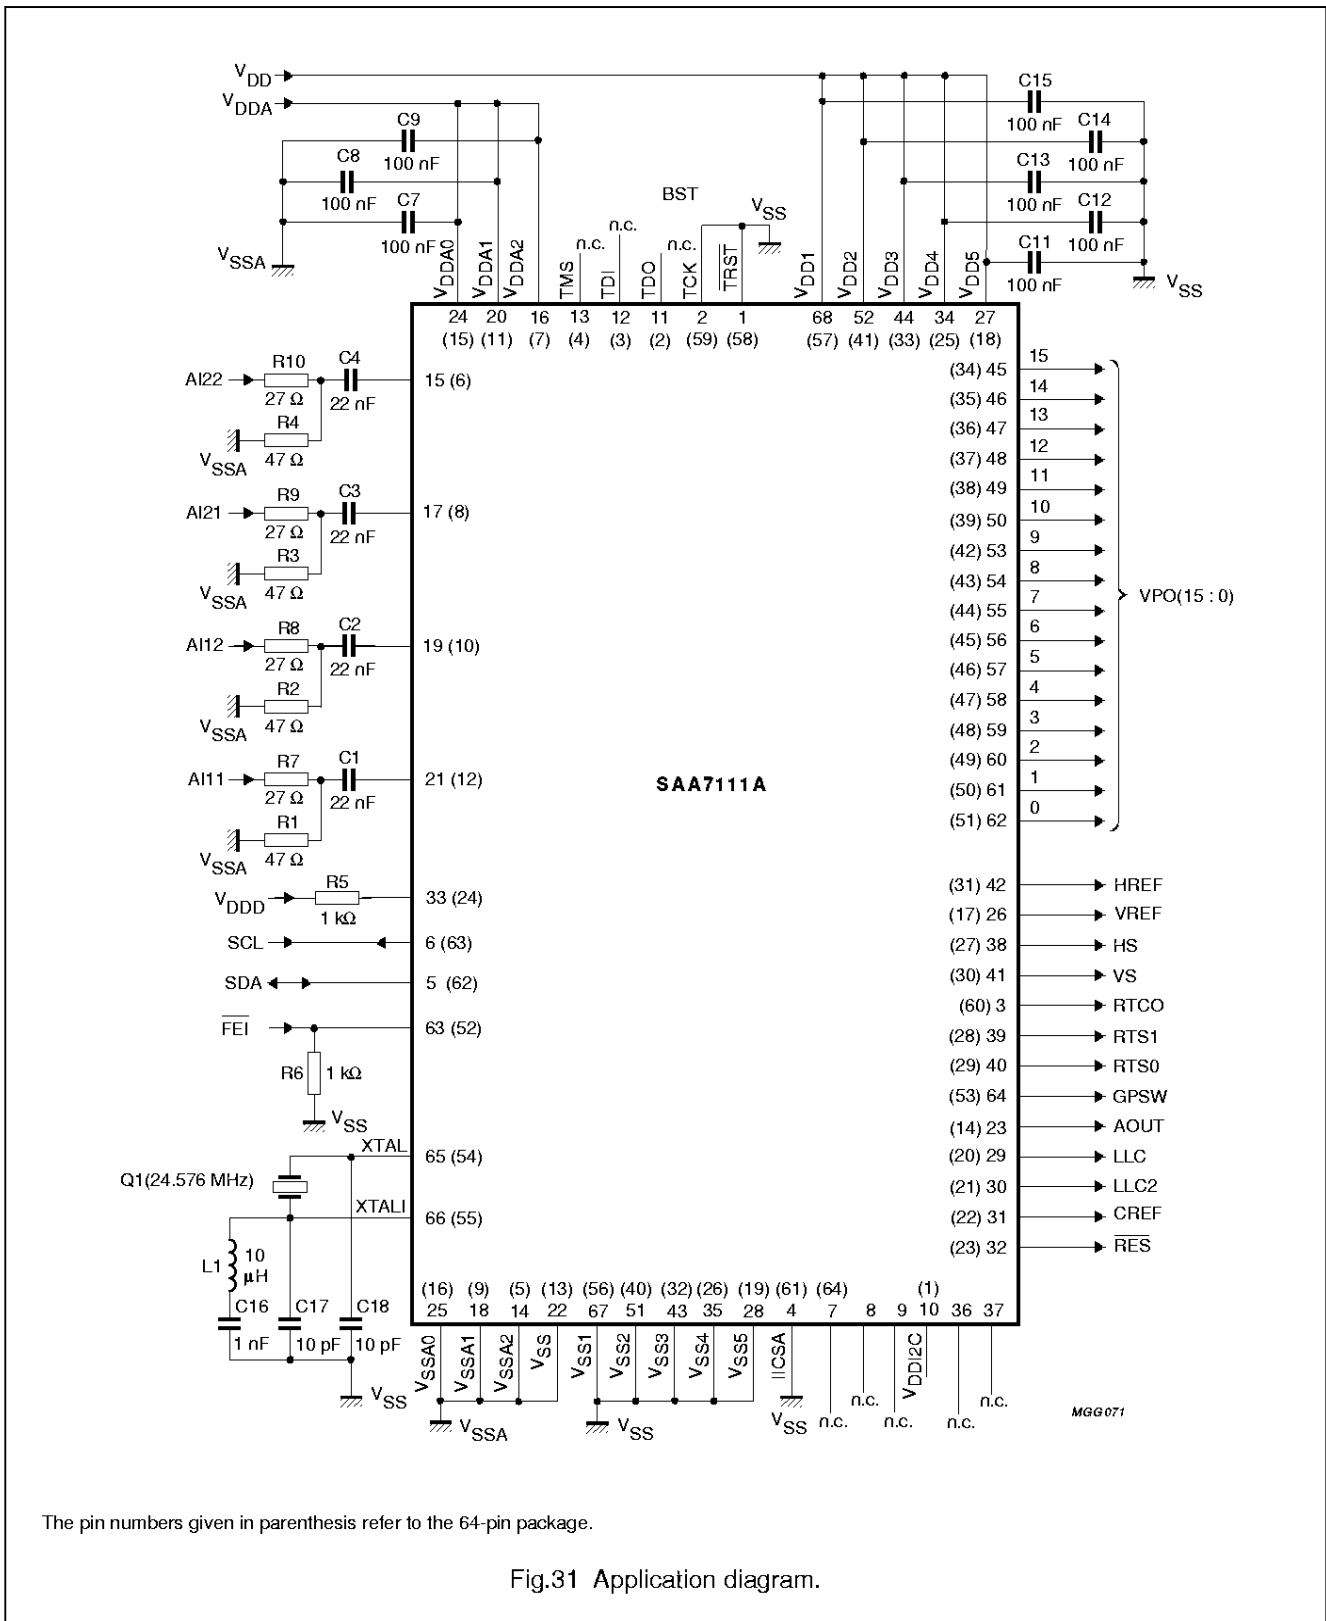 VDD
VDDA
C9
100 nF
C8
100 nF
C7
100 nF
VSSA
C15
100 nF
C14
100 nF
C13
100 nF
C12
100 nF
C11
100 nF
VSS
BST
VSS
n.c.
n.c.
n.c.
VDDA0
VDDA1
VDDA2
TMS
TDI
TDO
TCK
TRST
VDD1
VDD2
VDD3
VDD4
VDD5
24 20 16 13 12 11 2 1 68 52 44 34 27
(15) (11) (7) (4) (3) (2) (59) (58) (57) (41) (33) (25) (18)
AI22
R10
27 Ω
C4
22 nF
R4
47 Ω
VSSA
15 (6)
AI21
R9
27 Ω
C3
22 nF
R3
47 Ω
VSSA
17 (8)
AI12
R8
27 Ω
C2
22 nF
R2
47 Ω
VSSA
19 (10)
AI11
R7
27 Ω
C1
22 nF
R1
47 Ω
VSSA
21 (12)
VDDD
R5
1 kΩ
33 (24)
SCL
6 (63)
SDA
5 (62)
FEI
63 (52)
R6
1 kΩ
VSS
XTAL
65 (54)
Q1(24.576 MHz)
XTALI
66 (55)
L1
10
µH
C16
1 nF
C17
10 pF
C18
10 pF
VSS
SAA7111A
(34) 45 15
(35) 46 14
(36) 47 13
(37) 48 12
(38) 49 11
(39) 50 10
(42) 53 9
(43) 54 8
(44) 55 7
(45) 56 6
(46) 57 5
(47) 58 4
(48) 59 3
(49) 60 2
(50) 61 1
(51) 62 0
VPO(15 : 0)
(31) 42 HREF
(17) 26 VREF
(27) 38 HS
(30) 41 VS
(60) 3 RTCO
(28) 39 RTS1
(29) 40 RTS0
(53) 64 GPSW
(14) 23 AOUT
(20) 29 LLC
(21) 30 LLC2
(22) 31 CREF
(23) 32 RES
(16) (9) (5) (13) (56) (40) (32) (26) (19) (61) (64) (1)
25 18 14 22 67 51 43 35 28 4 7 8 9 10 36 37
VSSA0
VSSA1
VSSA2
VSS
VSS1
VSS2
VSS3
VSS4
VSS5
IICSA
VDDI2C
VSSA
VSS
VSS
n.c.
n.c.
n.c.
n.c.
n.c.
MGG071
The pin numbers given in parenthesis refer to the 64-pin package.
Fig.31 Application diagram.